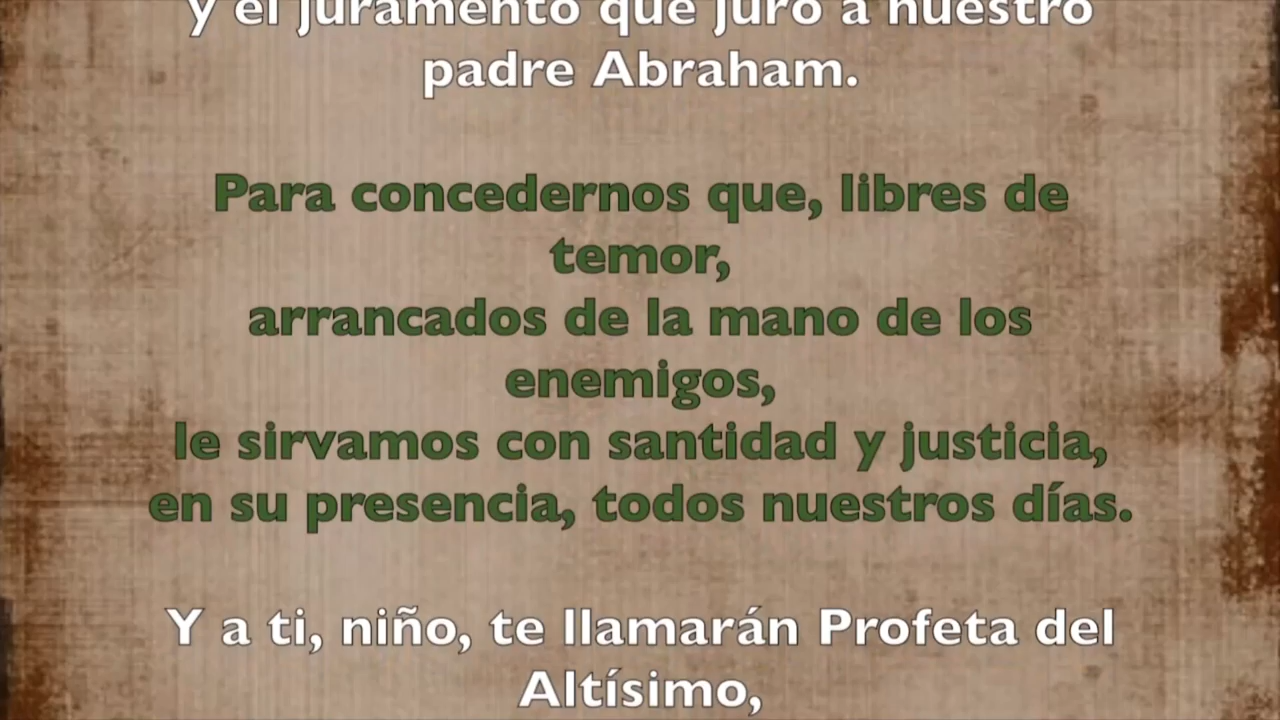 y el juramento que juró a nuestro
padre Abraham.
Para concedernos que, libres de
temor,
arrancados de la mano de los
enemigos,
le sirvamos con santidad y justicia,
en su presencia, todos nuestros días.
Y a ti, niño, te llamarán Profeta del
Altísimo,